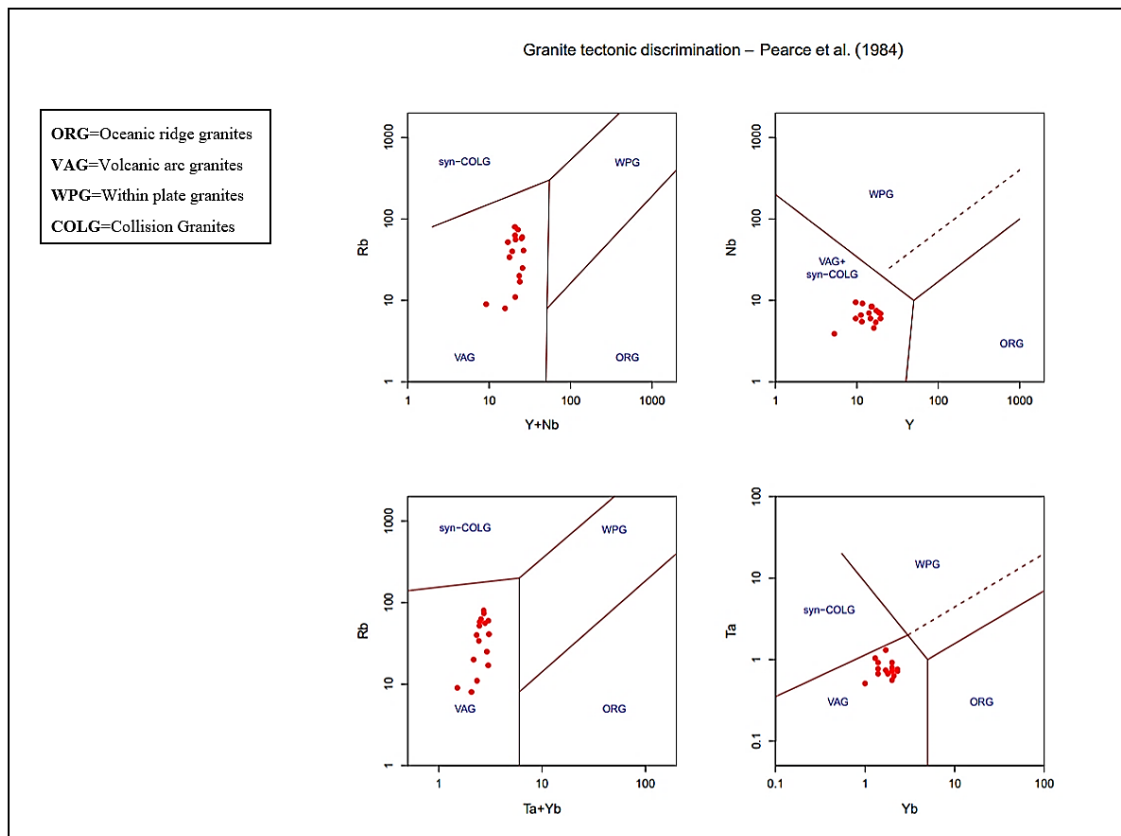 Granite tectonic discrimination – Pearce et al. (1984)
ORG=Oceanic ridge granites
VAG=Volcanic arc granites
WPG=Within plate granites
COLG=Collision Granites
Rb
1000
100
10
1
syn−COLG
WPG
VAG
ORG
1
10
100
1000
Y+Nb
Nb
1000
100
10
1
WPG
VAG+
syn−COLG
ORG
1
10
100
1000
Y
Rb
1000
100
10
1
syn−COLG
WPG
VAG
ORG
1
10
100
Ta+Yb
Ta
100
10
1
0.1
WPG
syn−COLG
VAG
ORG
0.1
1
10
100
Yb